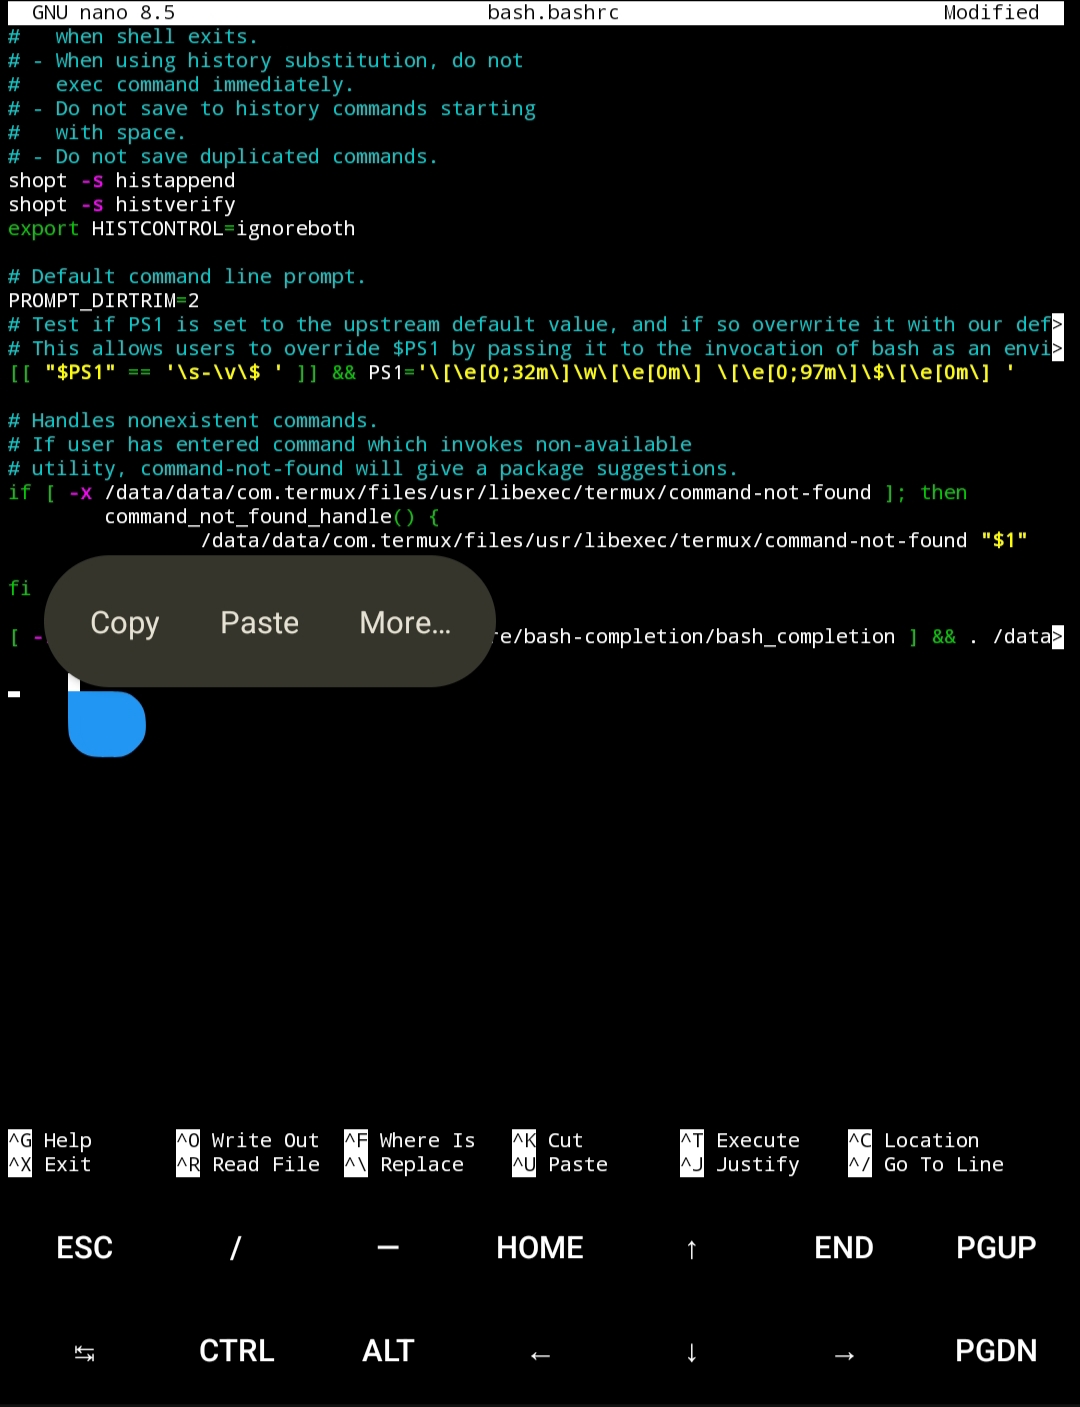 GNU nano 8.5 bash.bashrc Modified
#   when shell exits.
# - When using history substitution, do not
#   exec command immediately.
# - Do not save to history commands starting
#   with space.
# - Do not save duplicated commands.
shopt -s histappend
shopt -s histverify
export HISTCONTROL=ignoreboth
# Default command line prompt.
PROMPT_DIRTRIM=2
# Test if PS1 is set to the upstream default value, and if so overwrite it with our def>
# This allows users to override $PS1 by passing it to the invocation of bash as an envi>
[[ "$PS1" == '\s-\v\$ ' ]] && PS1='\[\e[0;32m\]\w\[\e[0m\] \[\e[0;97m\]\$\[\e[0m\] '
# Handles nonexistent commands.
# If user has entered command which invokes non-available
# utility, command-not-found will give a package suggestions.
if [ -x /data/data/com.termux/files/usr/libexec/termux/command-not-found ]; then
        command_not_found_handle() {
                /data/data/com.termux/files/usr/libexec/termux/command-not-found "$1"
fi
Copy Paste More...
[ - re/bash-completion/bash_completion ] && . /data>
^G Help ^O Write Out ^F Where Is ^K Cut ^T Execute ^C Location
^X Exit ^R Read File ^\ Replace ^U Paste ^J Justify ^/ Go To Line
ESC / — HOME ↑ END PGUP
↹ CTRL ALT ← ↓ → PGDN